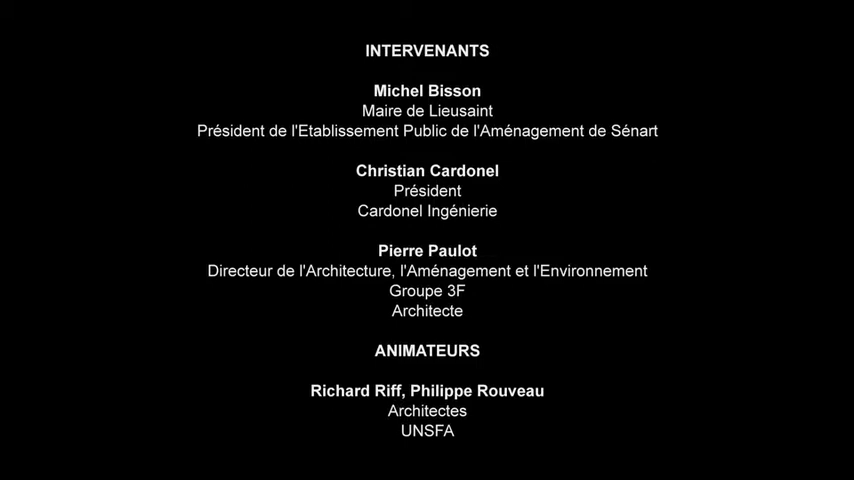 INTERVENANTS
Michel Bisson
Maire de Lieusaint
Président de l'Etablissement Public de l'Aménagement de Sénart
Christian Cardonel
Président
Cardonel Ingénierie
Pierre Paulot
Directeur de l'Architecture, l'Aménagement et l'Environnement
Groupe 3F
Architecte
ANIMATEURS
Richard Riff, Philippe Rouveau
Architectes
UNSFA